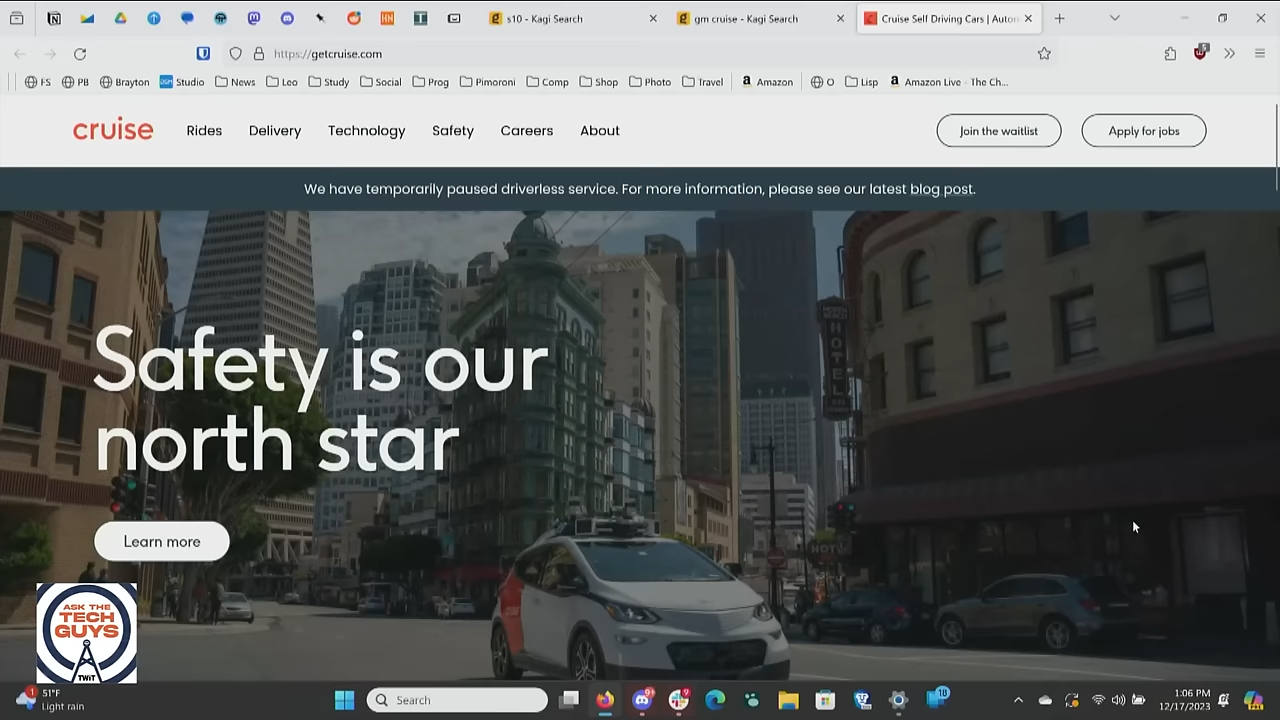 s10 - Kagi Search
gm cruise - Kagi Search
Cruise Self Driving Cars | Auton
https://getcruise.com
FS
PB
Brayton
Studio
News
Leo
Study
Social
Prog
Pimoroni
Comp
Shop
Photo
Travel
Amazon
O
Lisp
Amazon Live - The Ch...
cruise
Rides
Delivery
Technology
Safety
Careers
About
Join the waitlist
Apply for jobs
We have temporarily paused driverless service. For more information, please see our latest blog post.
Safety is our
north star
Learn more
HOTEL
ASK THE
TECH
GUYS
TWiT
51°F
Light rain
Search
1:06 PM
12/17/2023